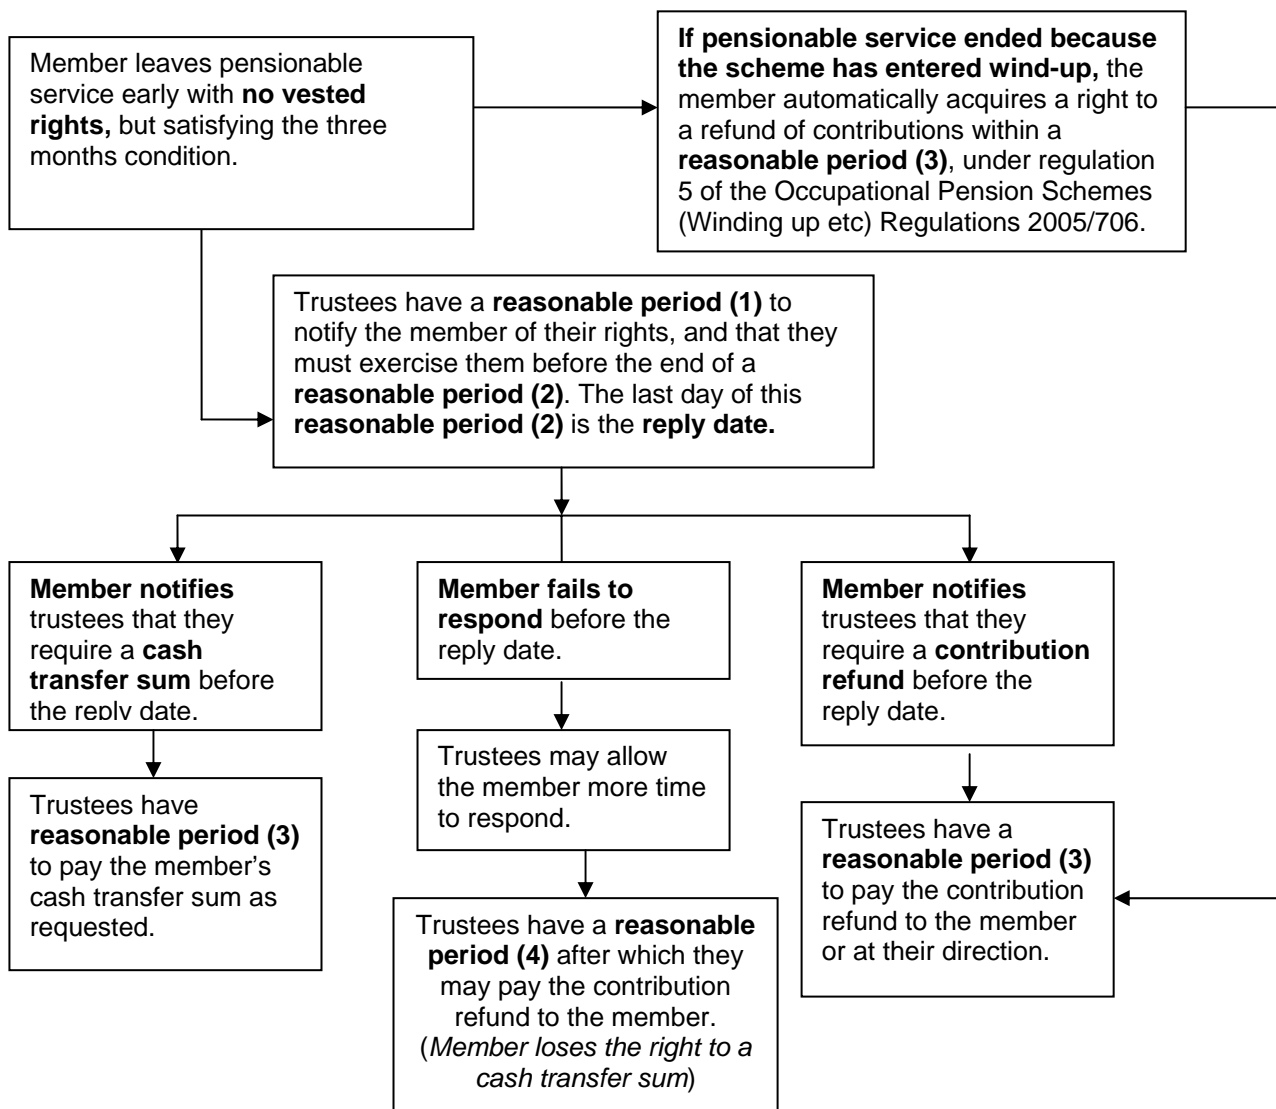 Member leaves pensionable
service early with no vested
rights, but satisfying the three
months condition.
If pensionable service ended because
the scheme has entered wind-up, the
member automatically acquires a right to
a refund of contributions within a
reasonable period (3), under regulation
5 of the Occupational Pension Schemes
(Winding up etc) Regulations 2005/706.
Trustees have a reasonable period (1) to
notify the member of their rights, and that they
must exercise them before the end of a
reasonable period (2). The last day of this
reasonable period (2) is the reply date.
Member notifies
trustees that they
require a cash
transfer sum before
the reply date.
Member fails to
respond before the
reply date.
Member notifies
trustees that they
require a contribution
refund before the
reply date.
Trustees have
reasonable period (3)
to pay the member's
cash transfer sum as
requested.
Trustees may allow
the member more time
to respond.
Trustees have a
reasonable period (3)
to pay the contribution
refund to the member
or at their direction.
Trustees have a reasonable
period (4) after which they
may pay the contribution
refund to the member.
(Member loses the right to a
cash transfer sum)